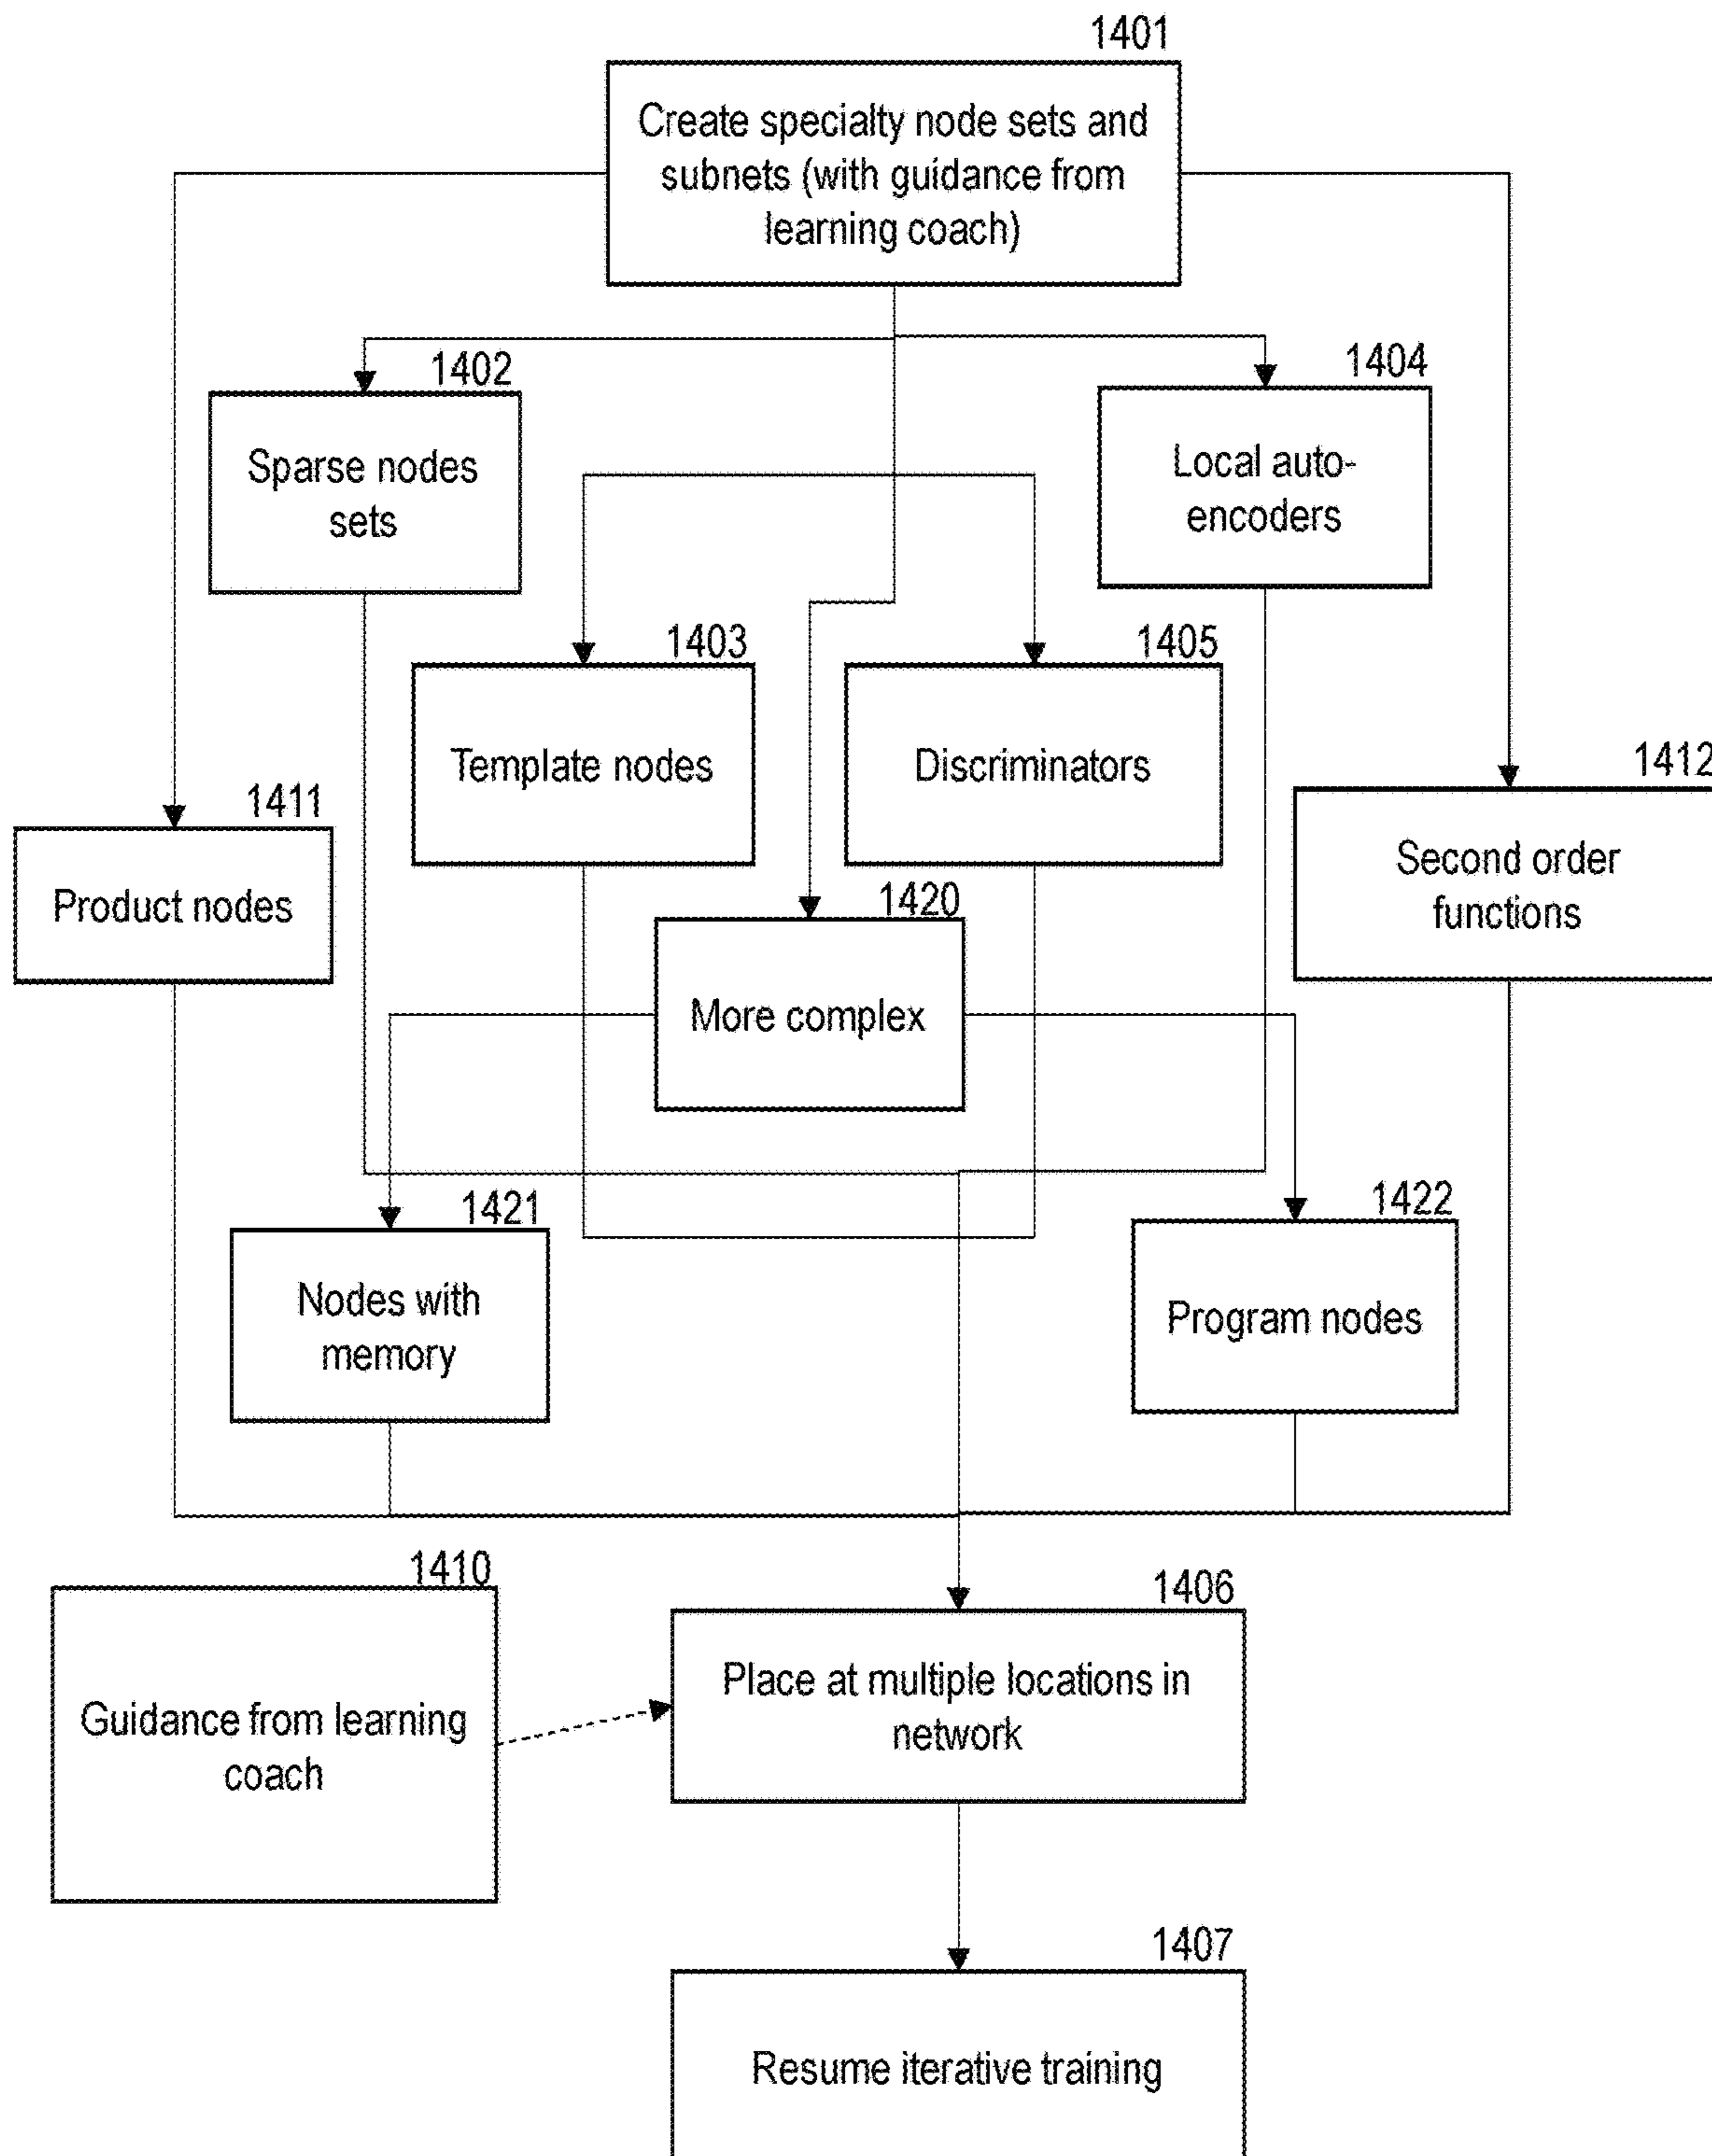 1401
Create specialty node sets and
subnets (with guidance from
learning coach)
1402
Sparse nodes
sets
1404
Local auto-
encoders
1403
Template nodes
1405
Discriminators
1411
Product nodes
1412
Second order
functions
1420
More complex
1421
Nodes with
memory
1422
Program nodes
1410
Guidance from learning
coach
1406
Place at multiple locations in
network
1407
Resume iterative training